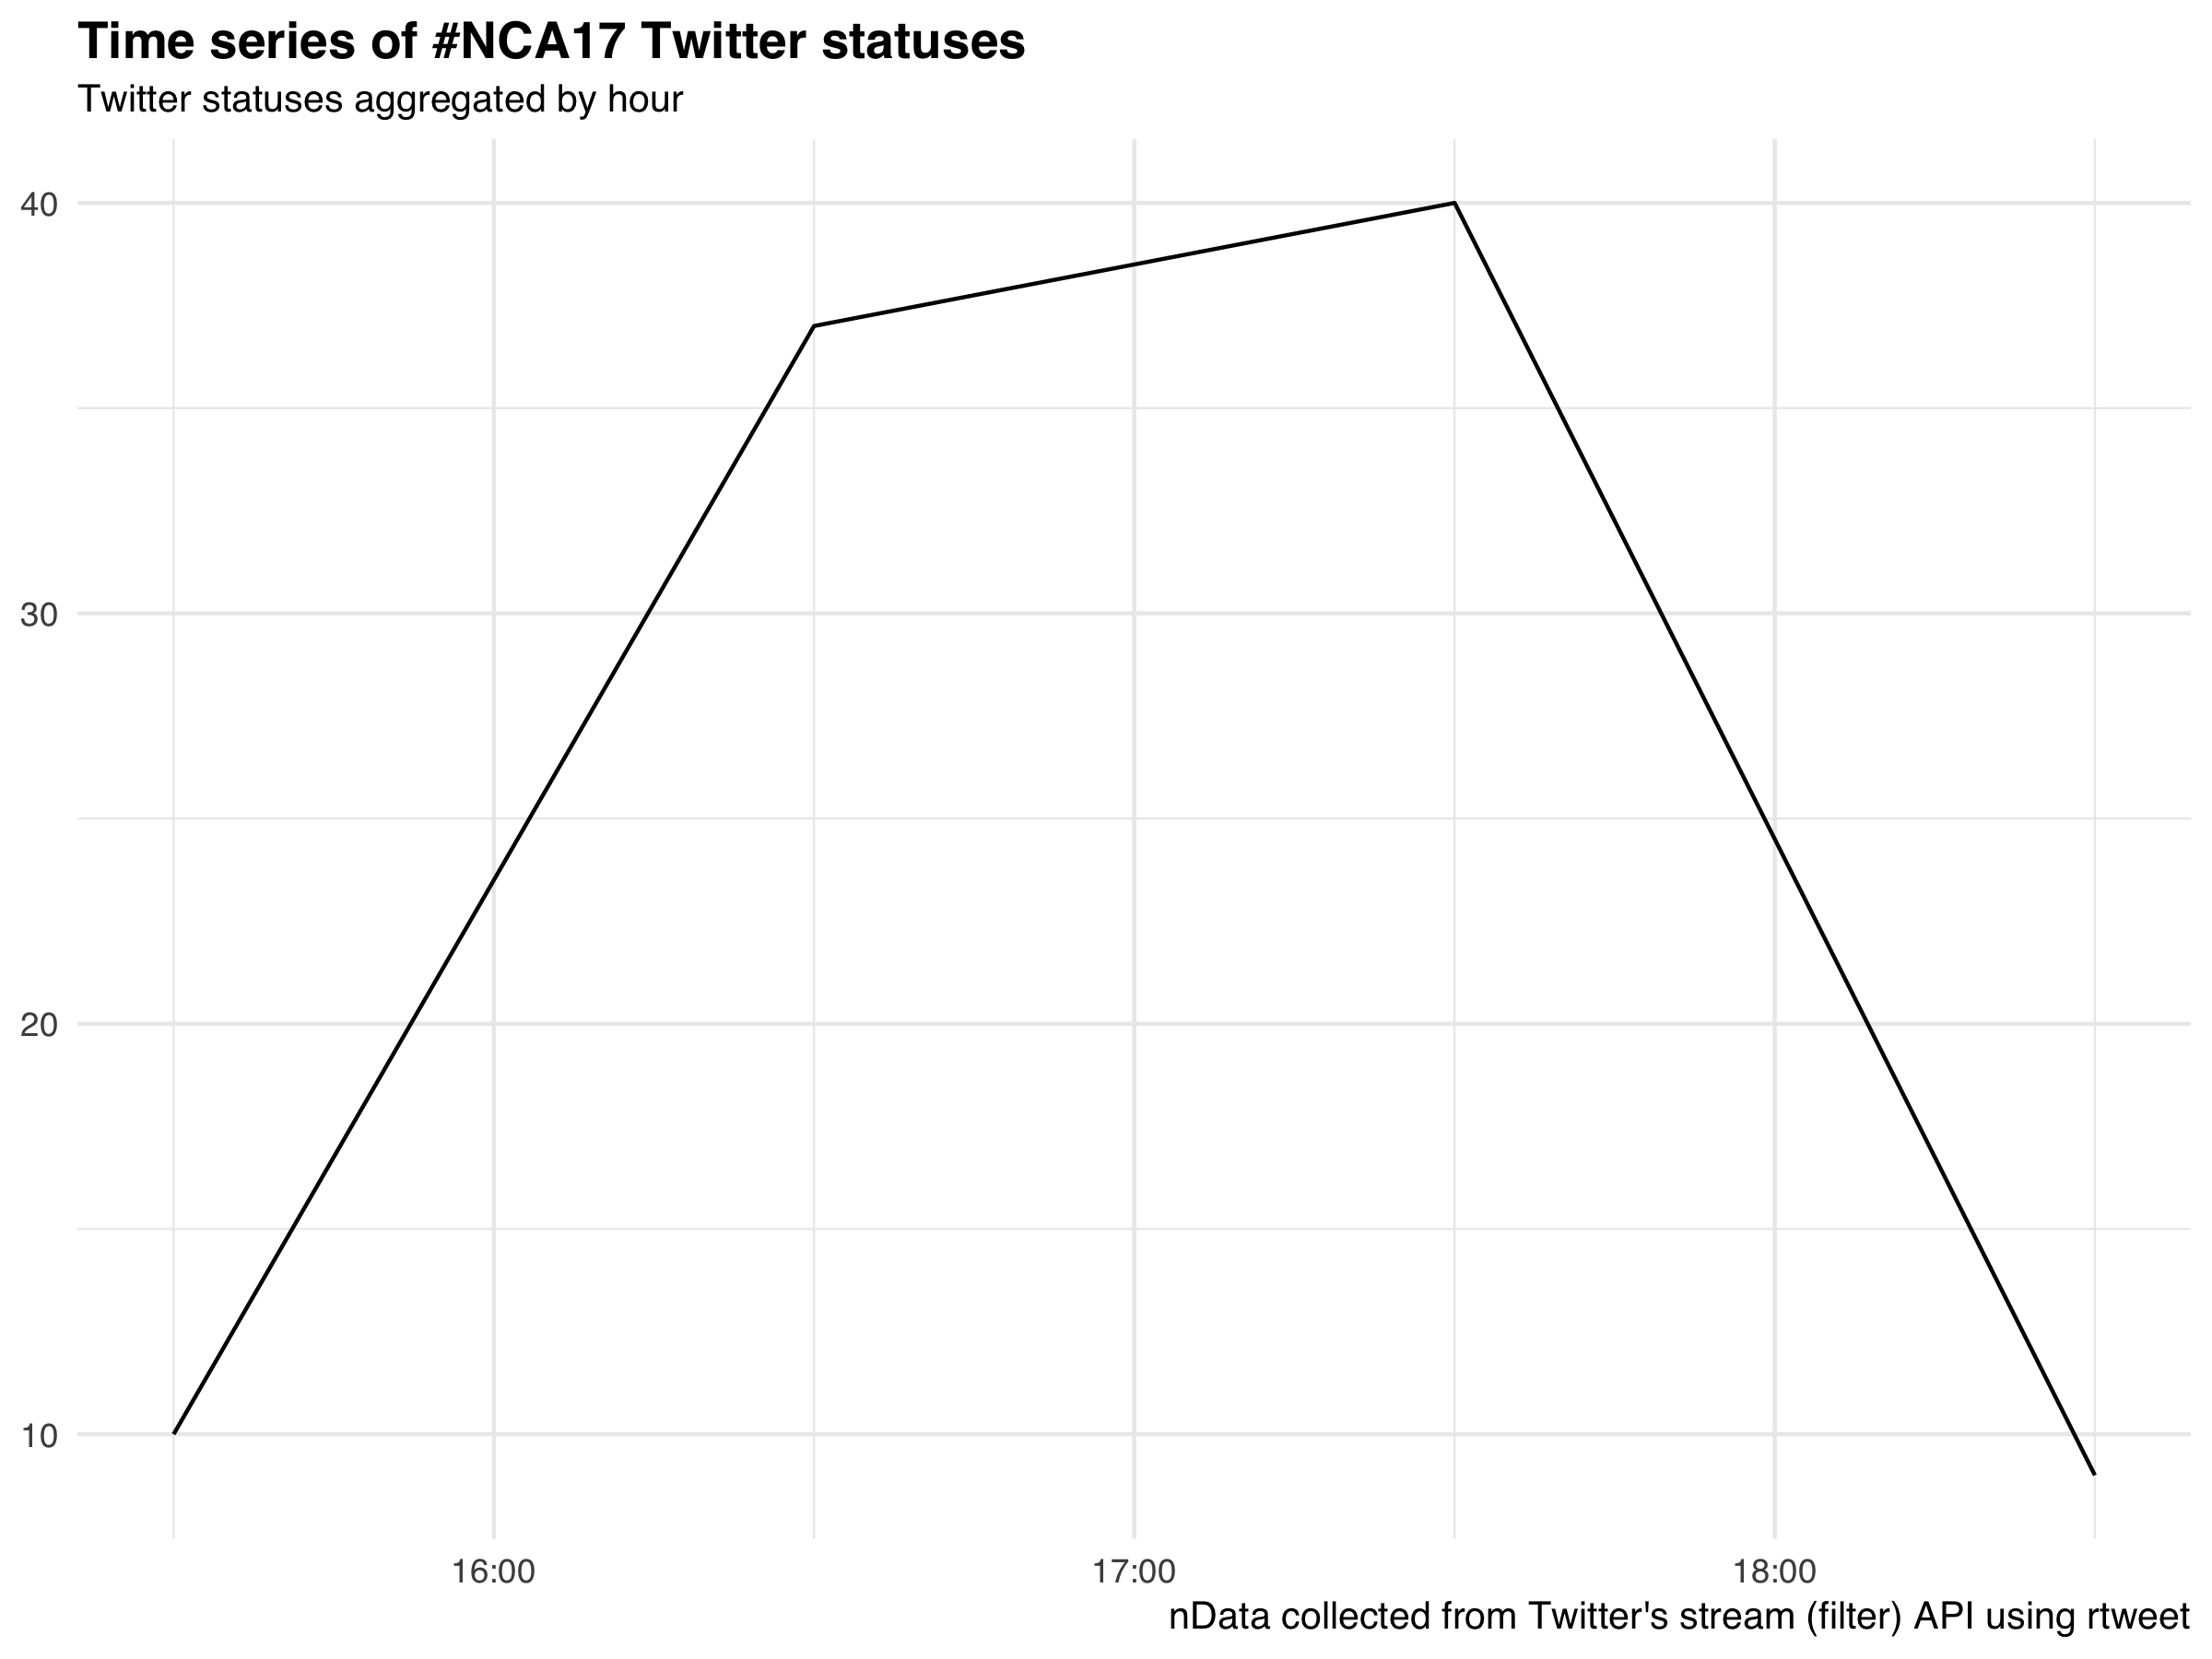 Time series of #NCA17 Twitter statuses
Twitter statuses aggregated by hour
40
30
20
10
16:00 17:00 18:00
nData collected from Twitter's stream (filter) API using rtweet